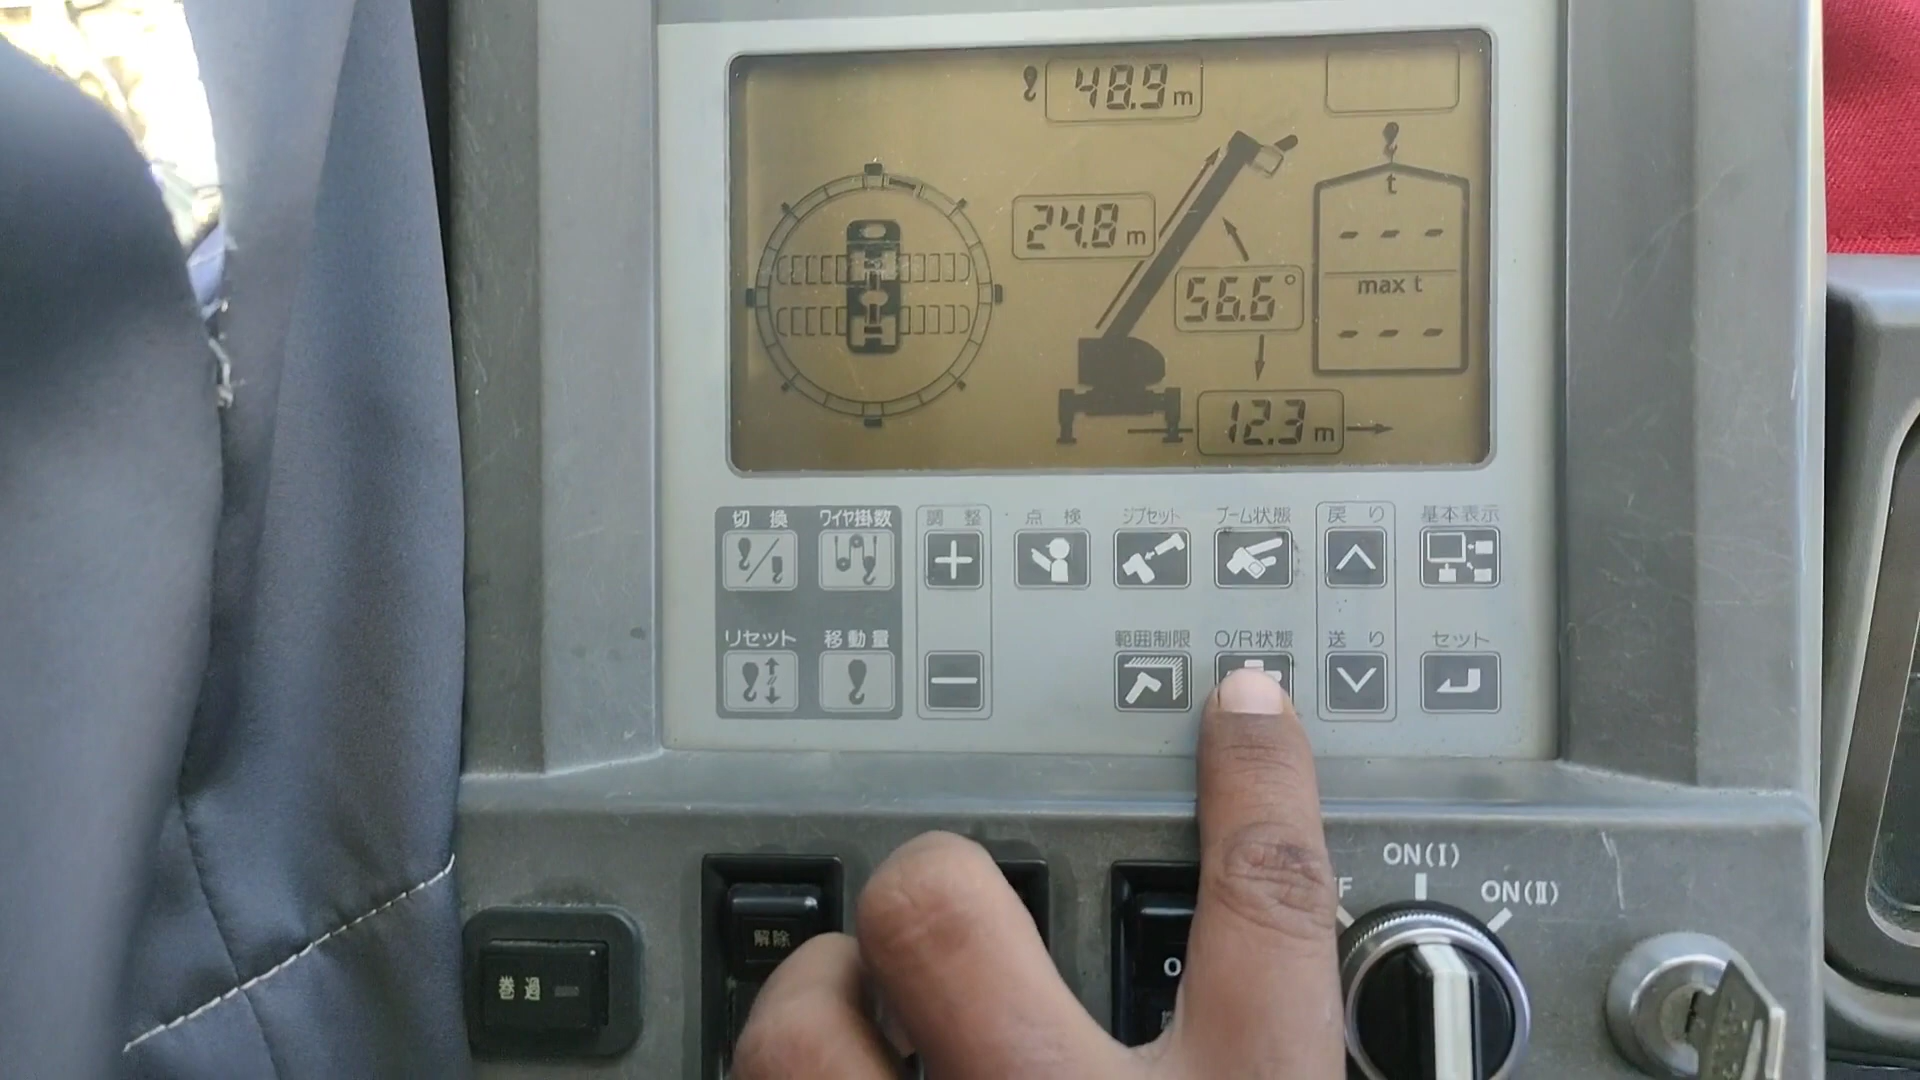 48.9 m
24.8 m
56.6°
12.3 m
t
- - -
max t
- - -
切換
ワイヤ掛数
調整
点検
ジブセット
ブーム状態
戻り
基本表示
リセット
移動量
範囲制限
O/R状態
送り
セット
ON(I)
ON(II)
解除
巻過